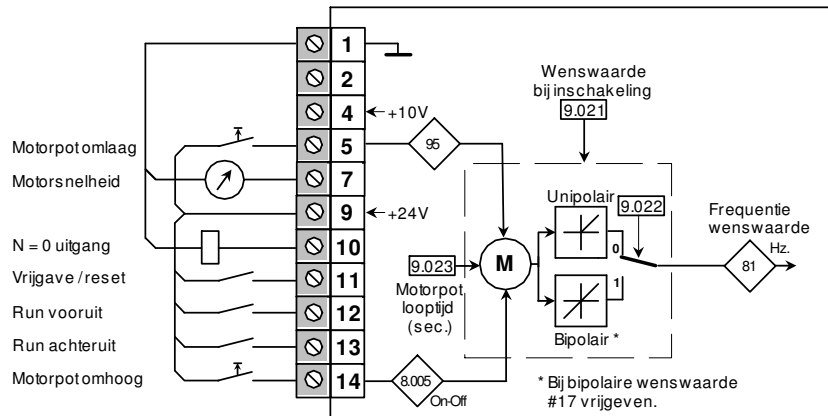 1
2
4
+10V
Motorpot omlaag
5
95
Motorsnelheid
7
9
+24V
N = 0 uitgang
10
Vrijgave / reset
11
Run vooruit
12
Run achteruit
13
Motorpot omhoog
14
8.005
On-Off
Wenswaarde
bij inschakeling
9.021
Unipolair
9.022
0
1
M
9.023
Motorpot
looptijd
(sec.)
Bipolair *
Frequentie
wenswaarde
Hz.
81
* Bij bipolaire wenswaarde
#17 vrijgeven.